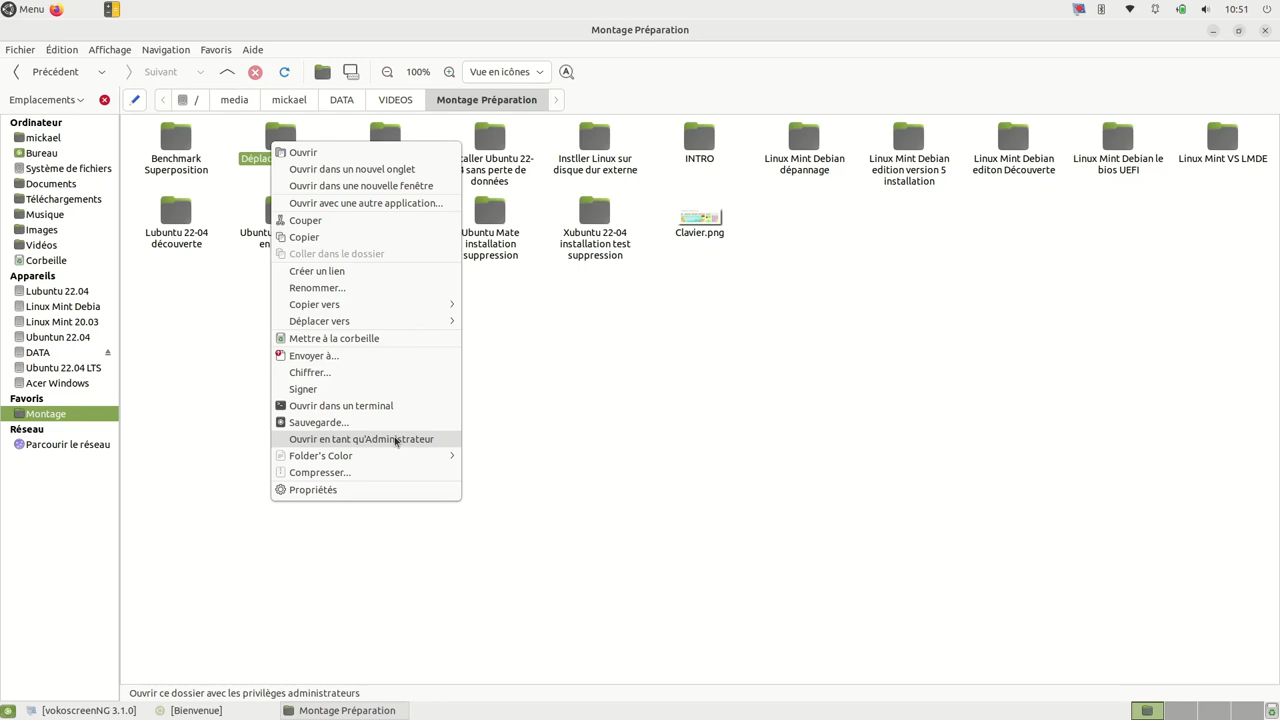 Menu
10:51
Montage Préparation
Fichier Édition Affichage Navigation Favoris Aide
Précédent Suivant 100% Vue en icônes
Emplacements / media mickael DATA VIDEOS Montage Préparation
Ordinateur
mickael
Bureau
Système de fichiers
Documents
Téléchargements
Musique
Images
Vidéos
Corbeille
Appareils
Lubuntu 22.04
Linux Mint Debia
Linux Mint 20.03
Ubuntun 22.04
DATA
Ubuntu 22.04 LTS
Acer Windows
Favoris
Montage
Réseau
Parcourir le réseau
Benchmark
Superposition
Ubuntu 22-
sans perte de
données
Instller Linux sur
disque dur externe
INTRO
Linux Mint Debian
dépannage
Linux Mint Debian
edition version 5
installation
Linux Mint Debian
editon Découverte
Linux Mint Debian le
bios UEFI
Linux Mint VS LMDE
Lubuntu 22-04
découverte
Ubuntu Mate
installation
suppression
Xubuntu 22-04
installation test
suppression
Clavier.png
Ouvrir
Ouvrir dans un nouvel onglet
Ouvrir dans une nouvelle fenêtre
Ouvrir avec une autre application...
Couper
Copier
Coller dans le dossier
Créer un lien
Renommer...
Copier vers
Déplacer vers
Mettre à la corbeille
Envoyer à...
Chiffrer...
Signer
Ouvrir dans un terminal
Sauvegarde...
Ouvrir en tant qu'Administrateur
Folder's Color
Compresser...
Propriétés
Ouvrir ce dossier avec les privilèges administrateurs
[vokoscreenNG 3.1.0] [Bienvenue] Montage Préparation